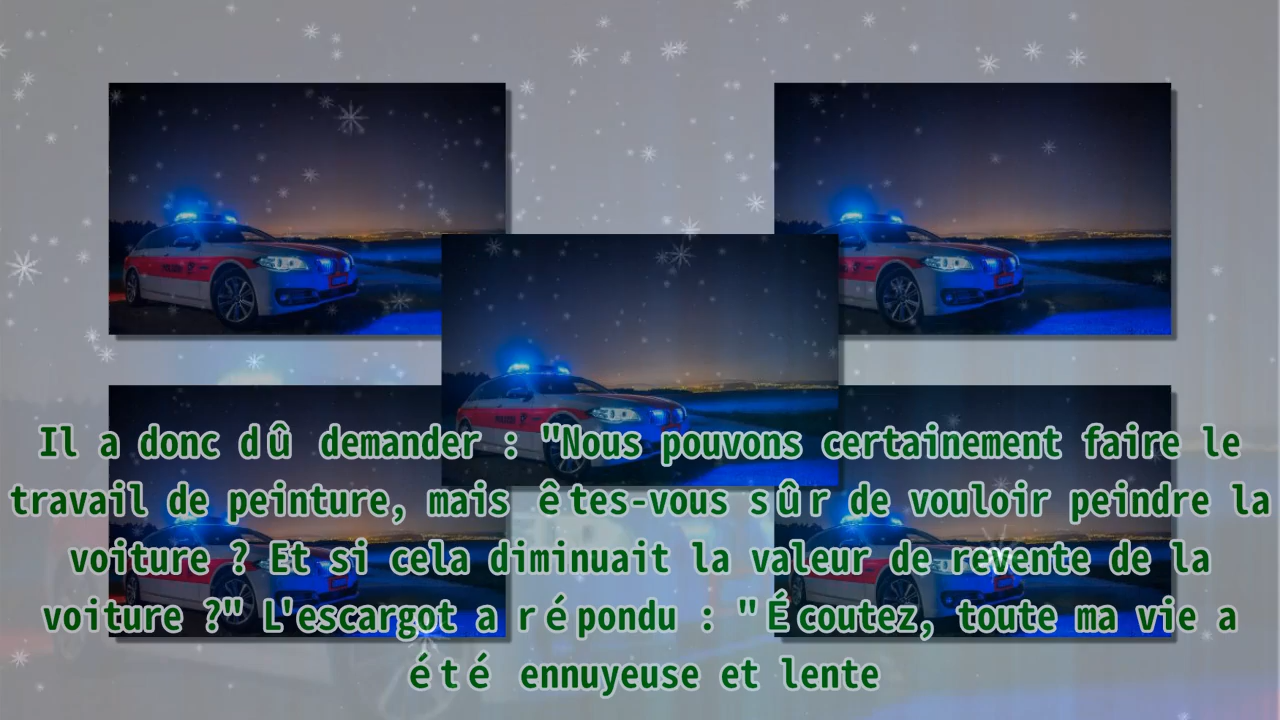 Il a donc dû demander : "Nous pouvons certainement faire le
travail de peinture, mais êtes-vous sûr de vouloir peindre la
voiture ? Et si cela diminuait la valeur de revente de la
voiture ?" L'escargot a répondu : "Écoutez, toute ma vie a
été ennuyeuse et lente